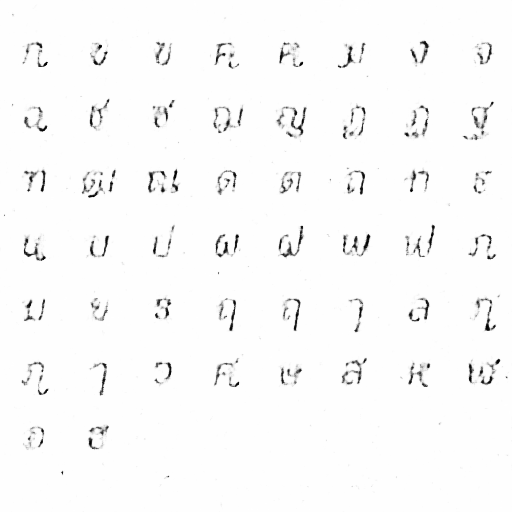 ก ข ฃ ค ฅ ฆ ง จ
ฉ ช ซ ฌ ญ ฎ ฏ ฐ
ฑ ฒ ณ ด ต ถ ท ธ
น บ ป ผ ฝ พ ฟ ภ
ม ย ร ฤ ฤ ๅ ล ฦ
ฦ ๅ ว ศ ษ ส ห ฬ
อ ฮ